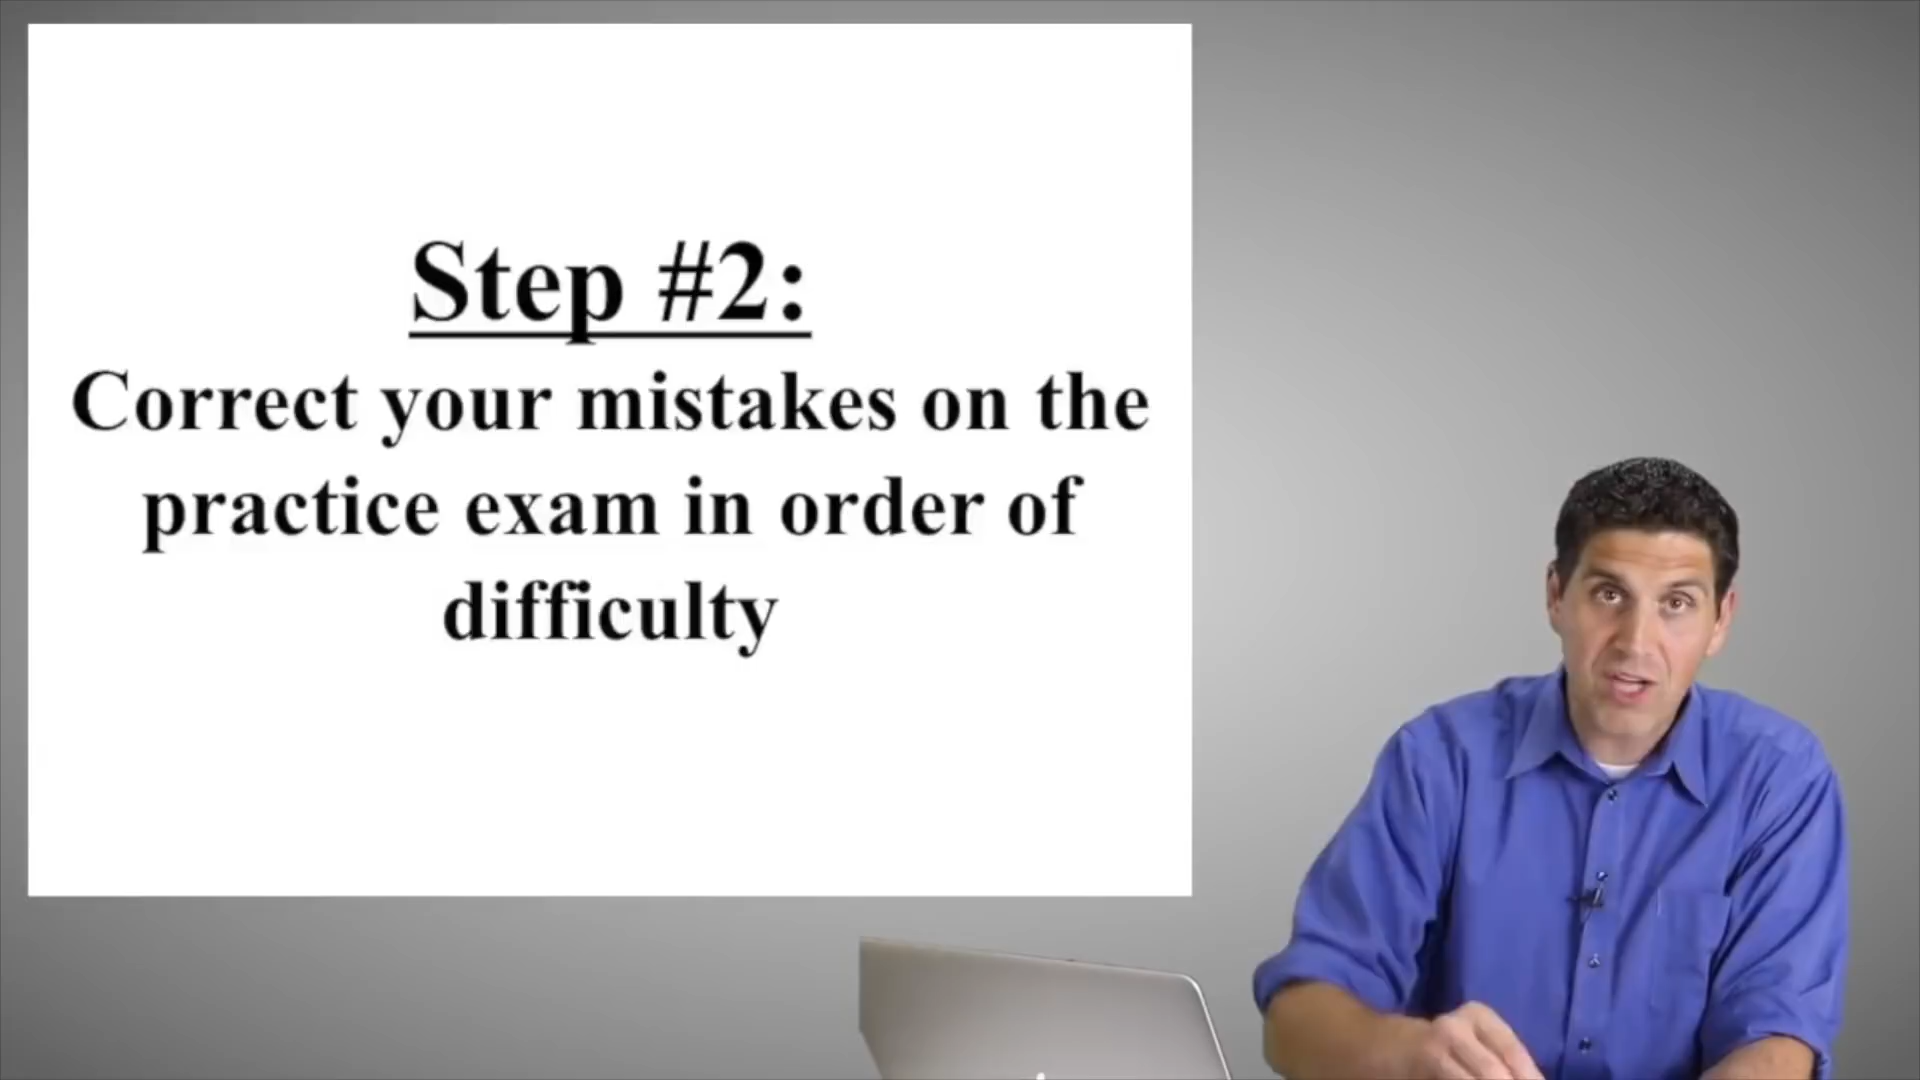 Step #2:
Correct your mistakes on the
practice exam in order of
difficulty